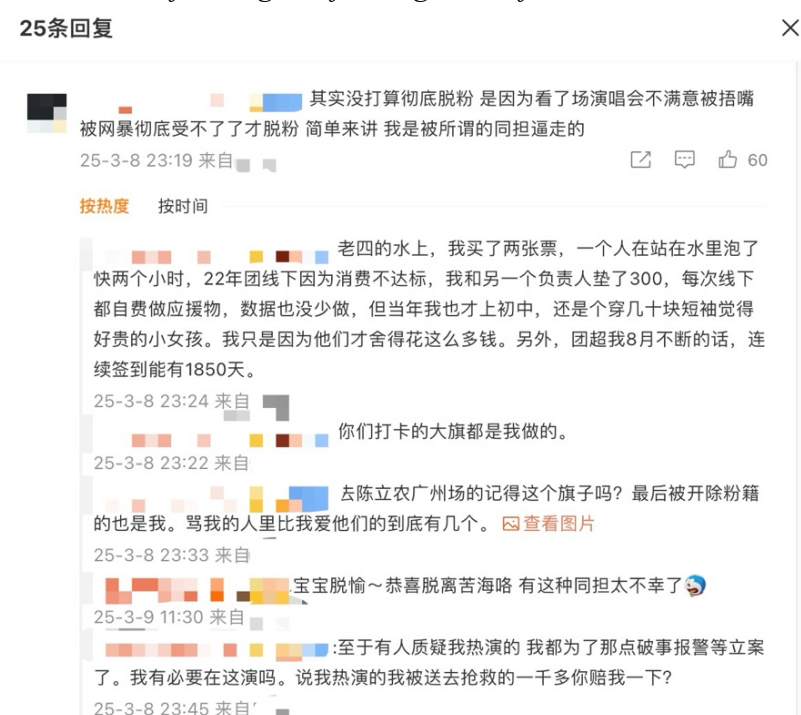 25条回复
其实没打算彻底脱粉 是因为看了场演唱会不满意被捂嘴
被网暴彻底受不了了才脱粉 简单来讲 我是被所谓的同担逼走的
25-3-8 23:19 来自
60
按热度 按时间
老四的水上，我买了两张票，一个人在站在水里泡了
快两个小时，22年团线下因为消费不达标，我和另一个负责人垫了300，每次线下
都自费做应援物，数据也没少做，但当年我也才上初中，还是个穿几十块短袖觉得
好贵的小女孩。我只是因为他们才舍得花这么多钱。另外，团超我8月不断的话，连
续签到能有1850天。
25-3-8 23:24 来自
你们打卡的大旗都是我做的。
25-3-8 23:22 来自
去陈立农广州场的记得这个旗子吗？最后被开除粉籍
的也是我。骂我的人里比我爱他们的到底有几个。 查看图片
25-3-8 23:33 来自
宝宝脱愉～恭喜脱离苦海咯 有这种同担太不幸了
25-3-9 11:30 来自
:至于有人质疑我热演的 我都为了那点破事报警等立案
了。我有必要在这演吗。说我热演的我被送去抢救的一千多你赔我一下?
25-3-8 23:45 来自